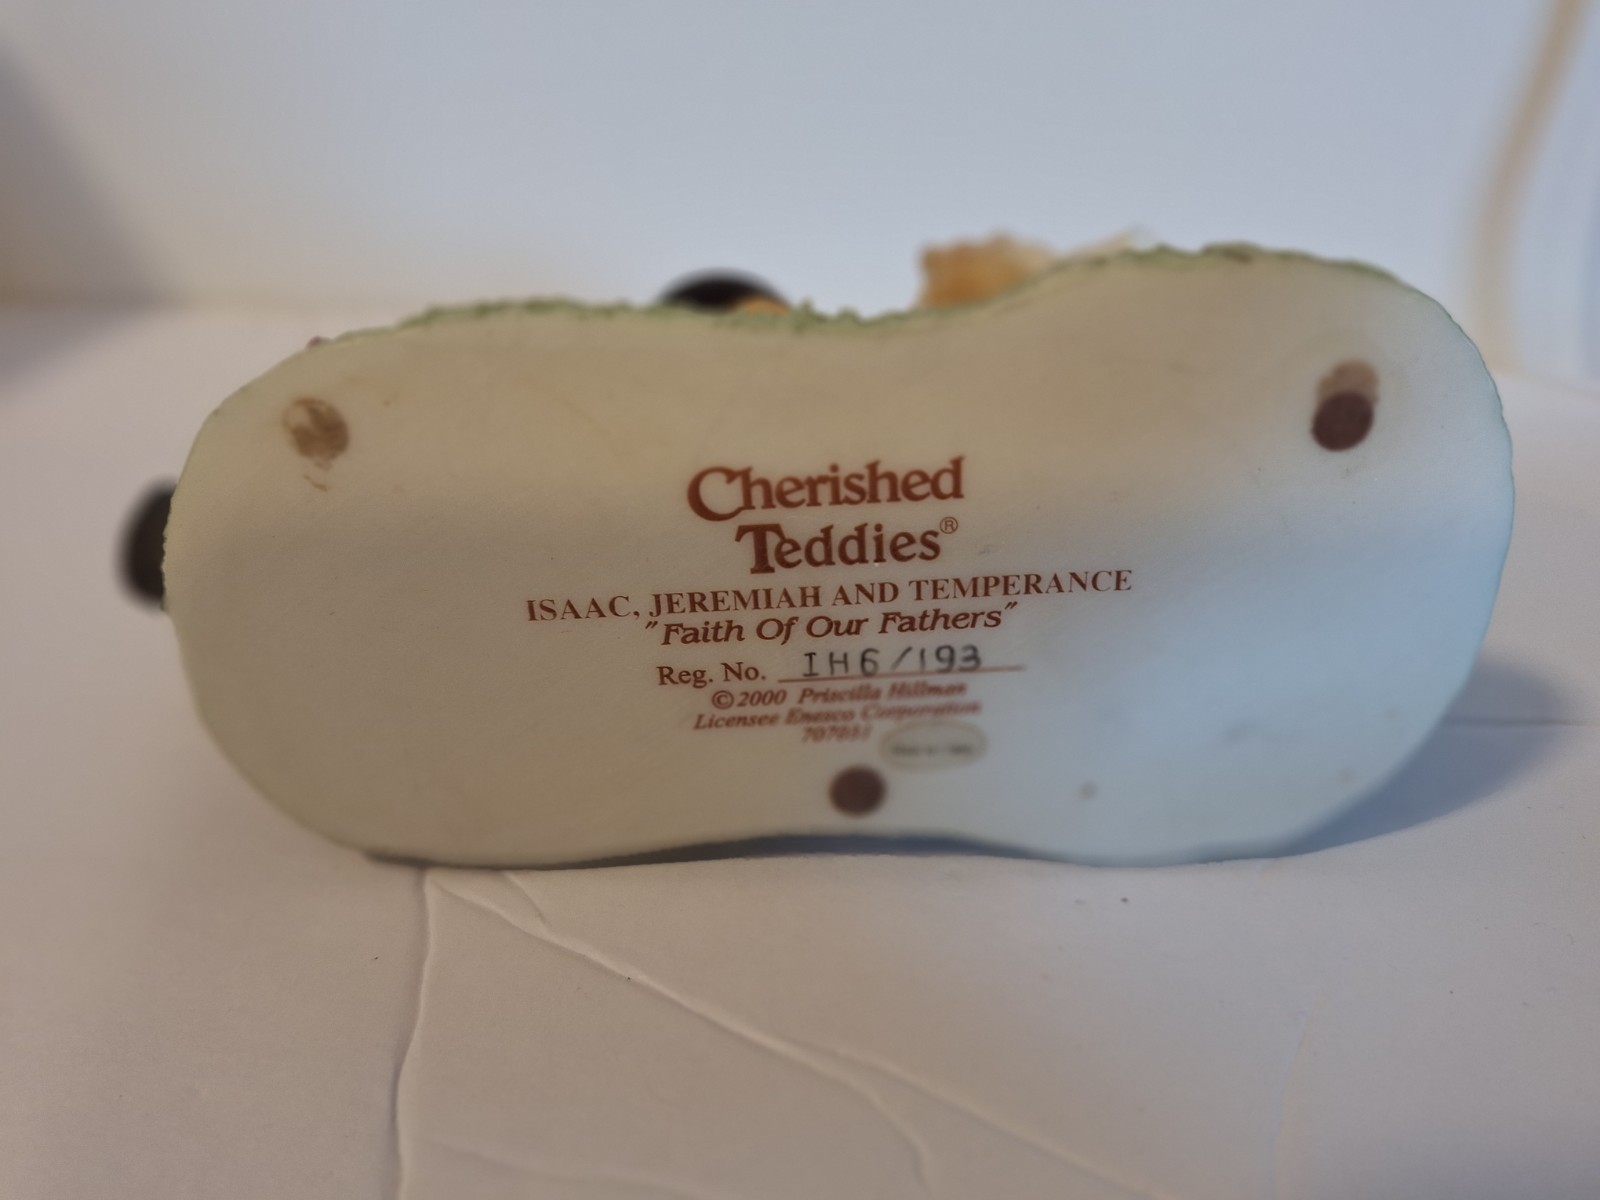 Cherished
Teddies®
ISAAC, JEREMIAH AND TEMPERANCE
"Faith Of Our Fathers"
Reg. No. IH6/193
©2000 Priscilla Hillman
Licensee Enesco Corporation